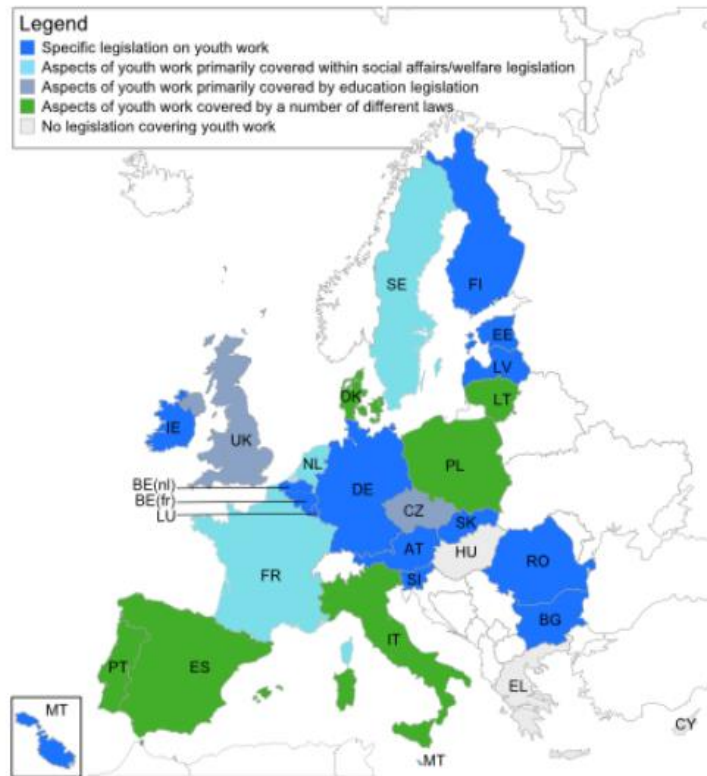 Legend
Specific legislation on youth work
Aspects of youth work primarily covered within social affairs/welfare legislation
Aspects of youth work primarily covered by education legislation
Aspects of youth work covered by a number of different laws
No legislation covering youth work
SE
FI
EE
LV
DK
LT
IE
UK
NL
PL
BE(nl)
DE
BE(fr)
CZ
LU
SK
AT
HU
RO
FR
SI
BG
IT
PT
ES
EL
MT
CY
MT